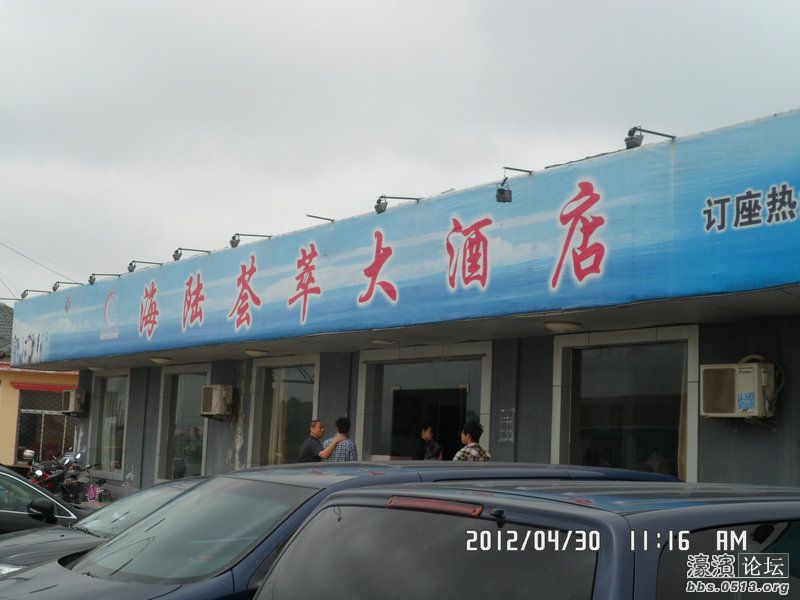 海陆荟萃大酒店
订座热
2012/04/30 11:16 AM
濠滨论坛
bbs.0513.org